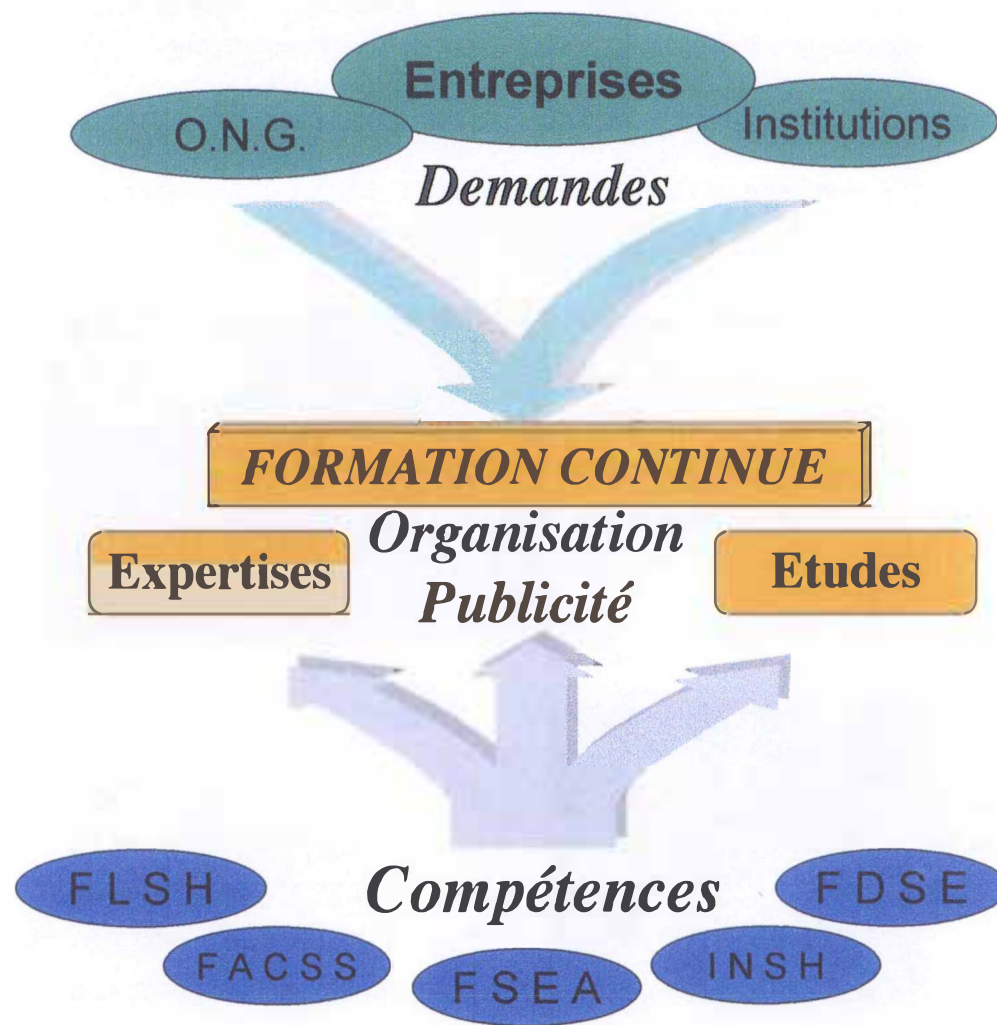 Entreprises
O.N.G.
Institutions
Demandes
FORMATION CONTINUE
Organisation
Expertises
Etudes
Publicité
Compétences
FLSH
FDSE
FACSS
INSH
FSEA